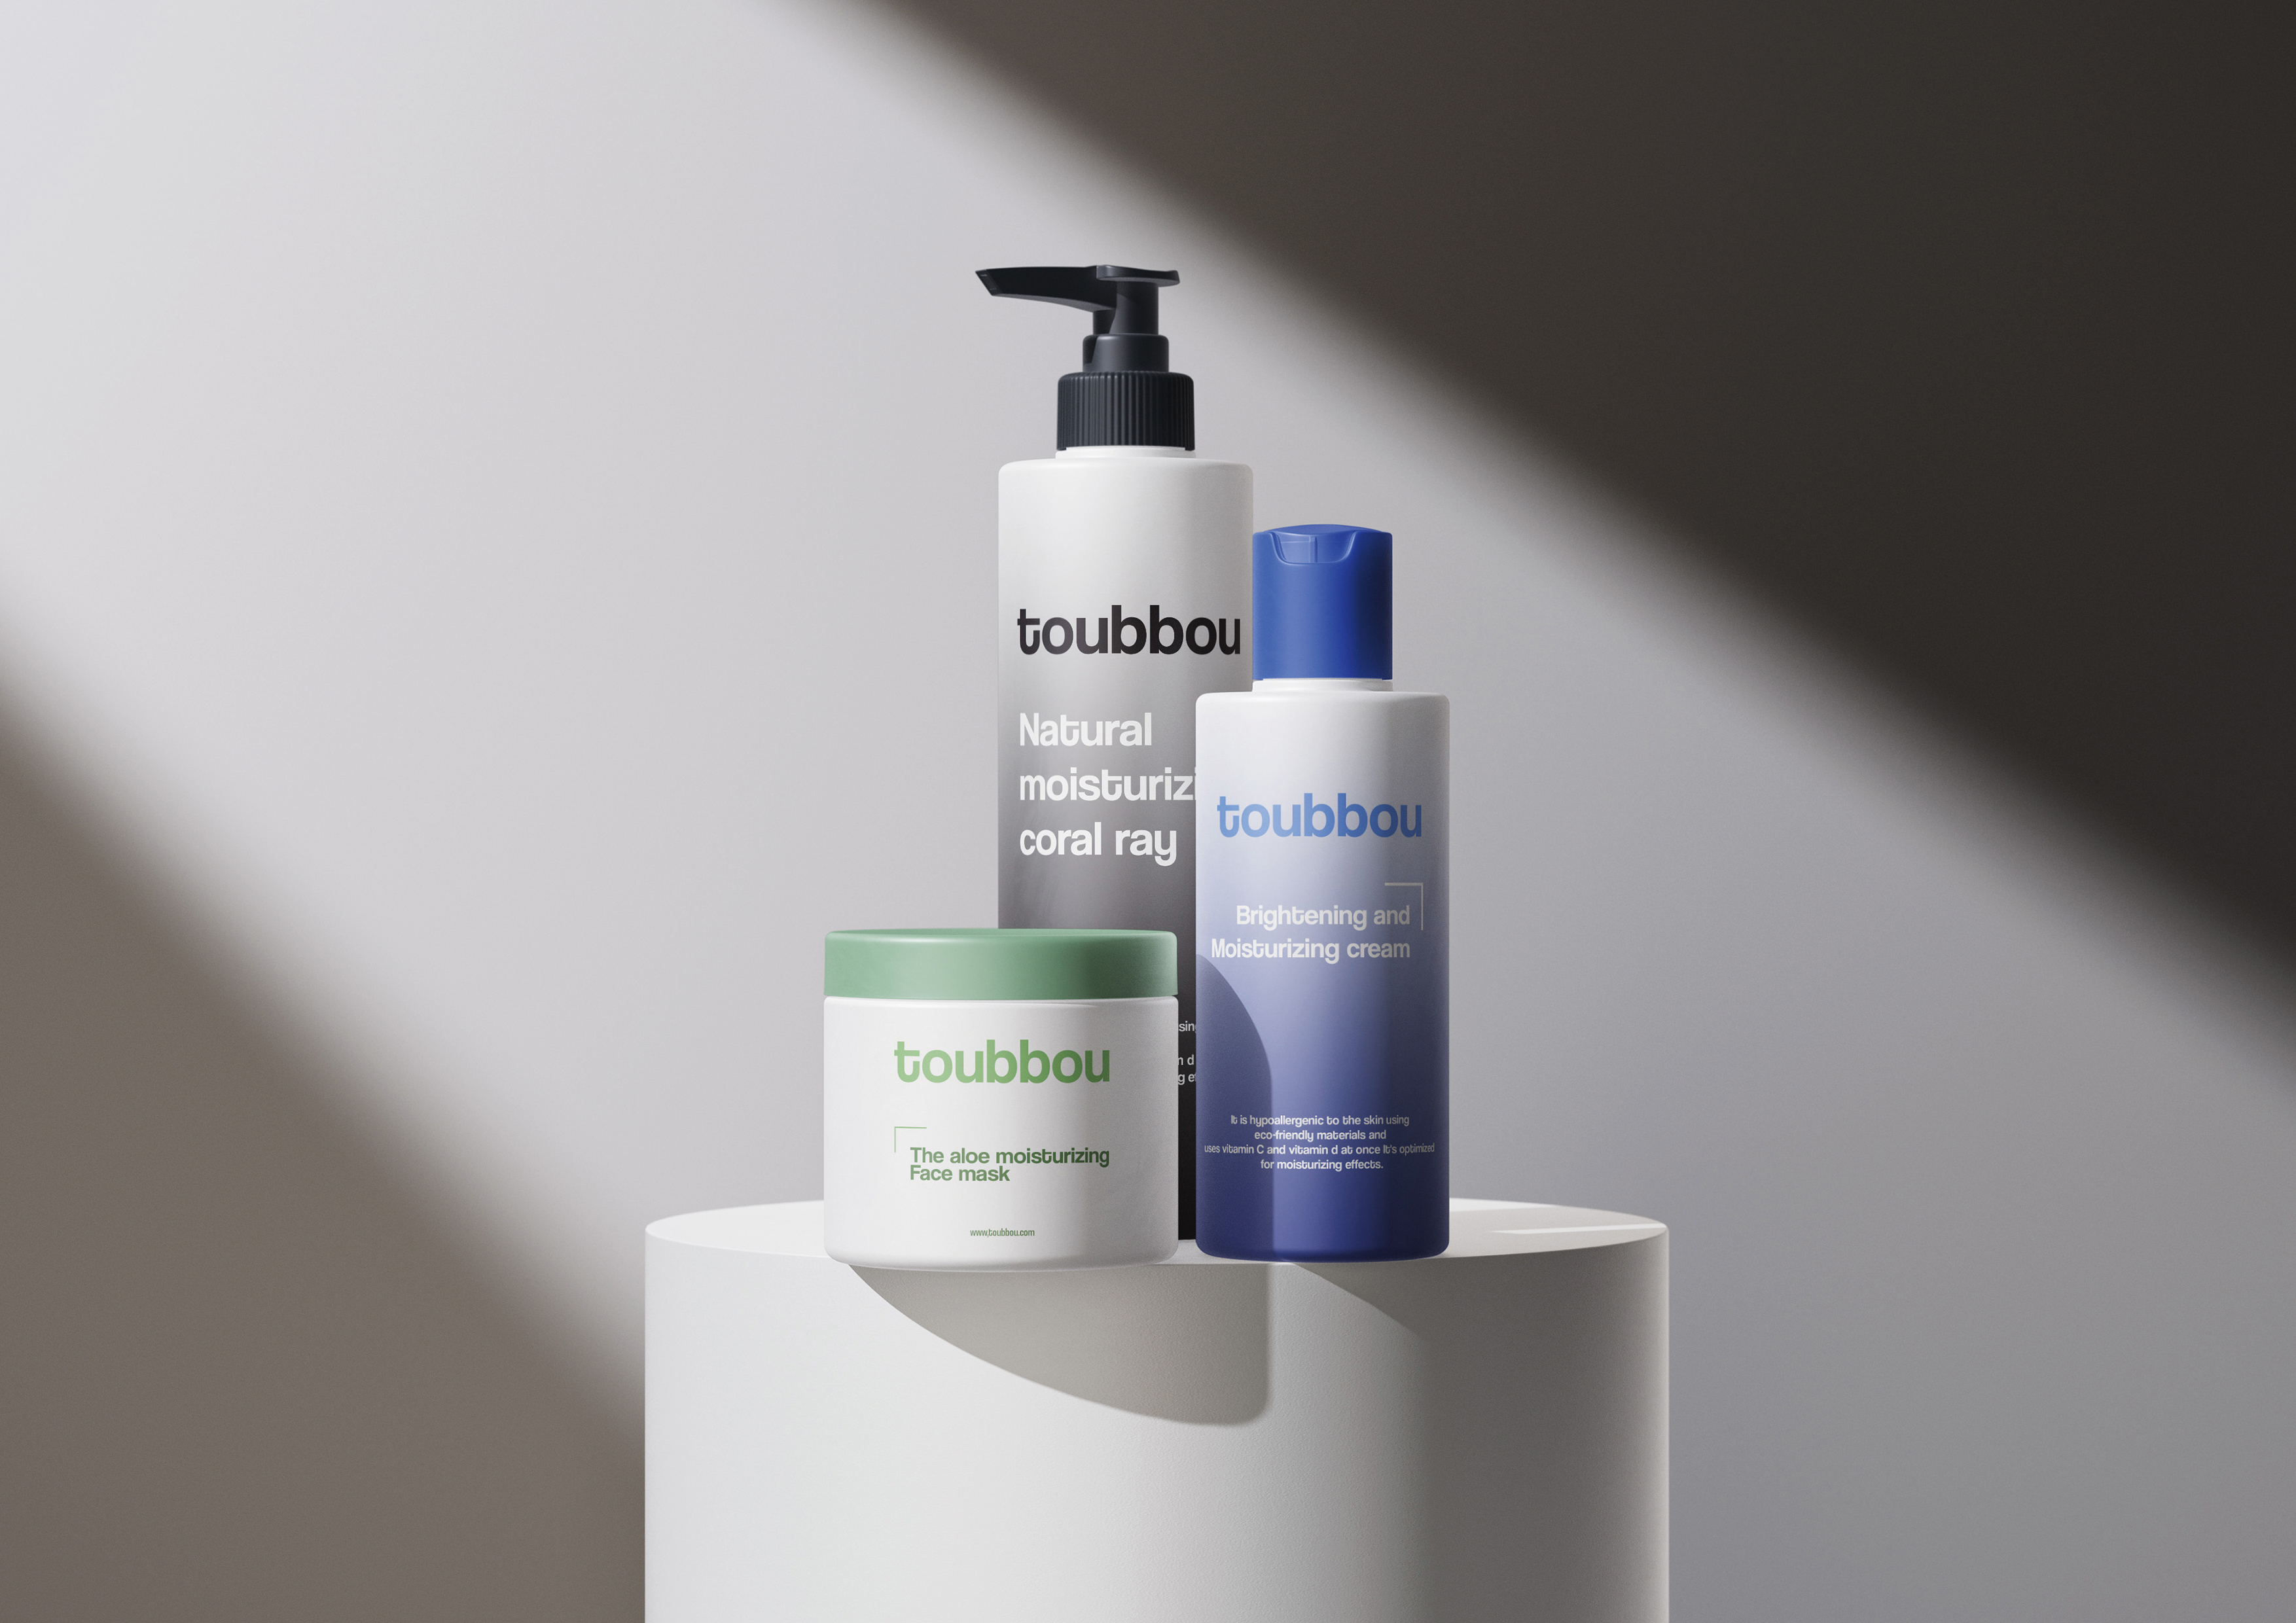 toubbou
Natural
moisturizi
coral ray
toubbou
Brightening and
Moisturizing cream
It is hypoallergenic to the skin using
eco-friendly materials and
uses vitamin C and vitamin d at once It's optimized
for moisturizing effects.
toubbou
The aloe moisturizing
Face mask
www.toubbou.com